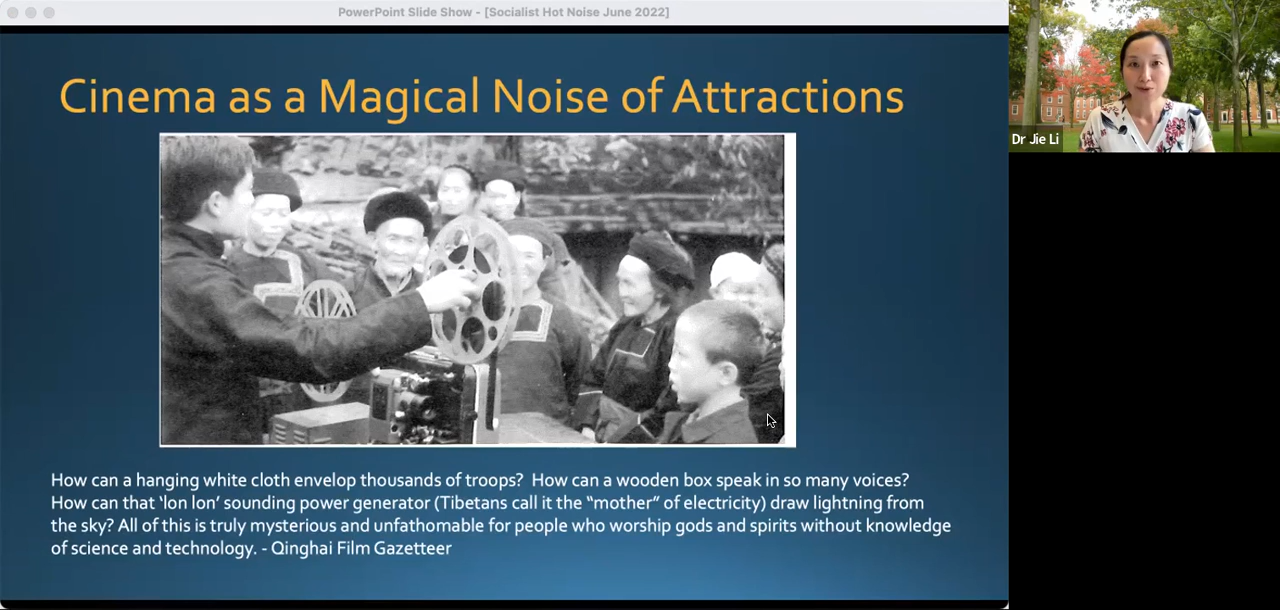 PowerPoint Slide Show - [Socialist Hot Noise June 2022]
Cinema as a Magical Noise of Attractions
Dr Jie Li
How can a hanging white cloth envelop thousands of troops?  How can a wooden box speak in so many voices?
How can that ‘lon lon’ sounding power generator (Tibetans call it the “mother” of electricity) draw lightning from
the sky? All of this is truly mysterious and unfathomable for people who worship gods and spirits without knowledge
of science and technology. - Qinghai Film Gazetteer